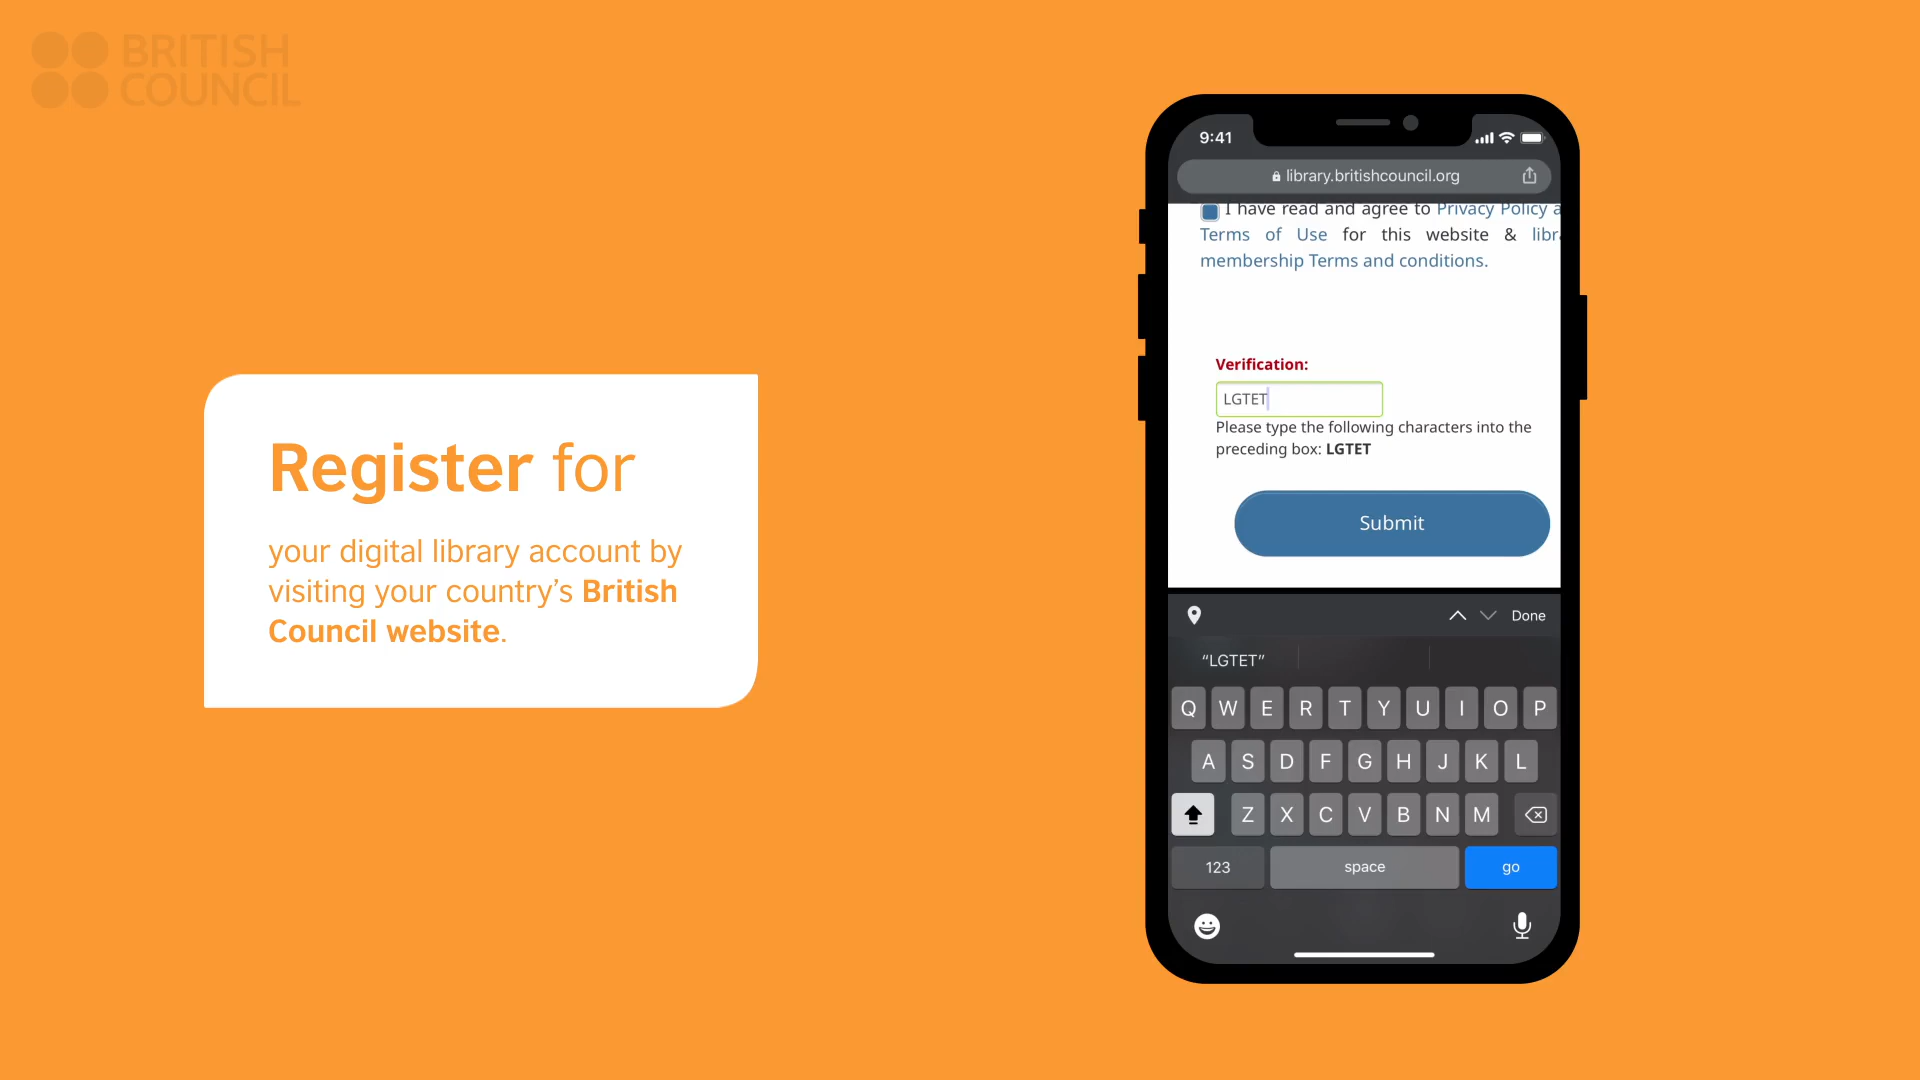 BRITISH
COUNCIL
Register for
your digital library account by
visiting your country’s British
Council website.
9:41
library.britishcouncil.org
I have read and agree to Privacy Policy a
Terms of Use for this website & libra
membership Terms and conditions.
Verification:
LGTET
Please type the following characters into the
preceding box: LGTET
Submit
Done
“LGTET”
Q W E R T Y U I O P
A S D F G H J K L
Z X C V B N M
123 space go